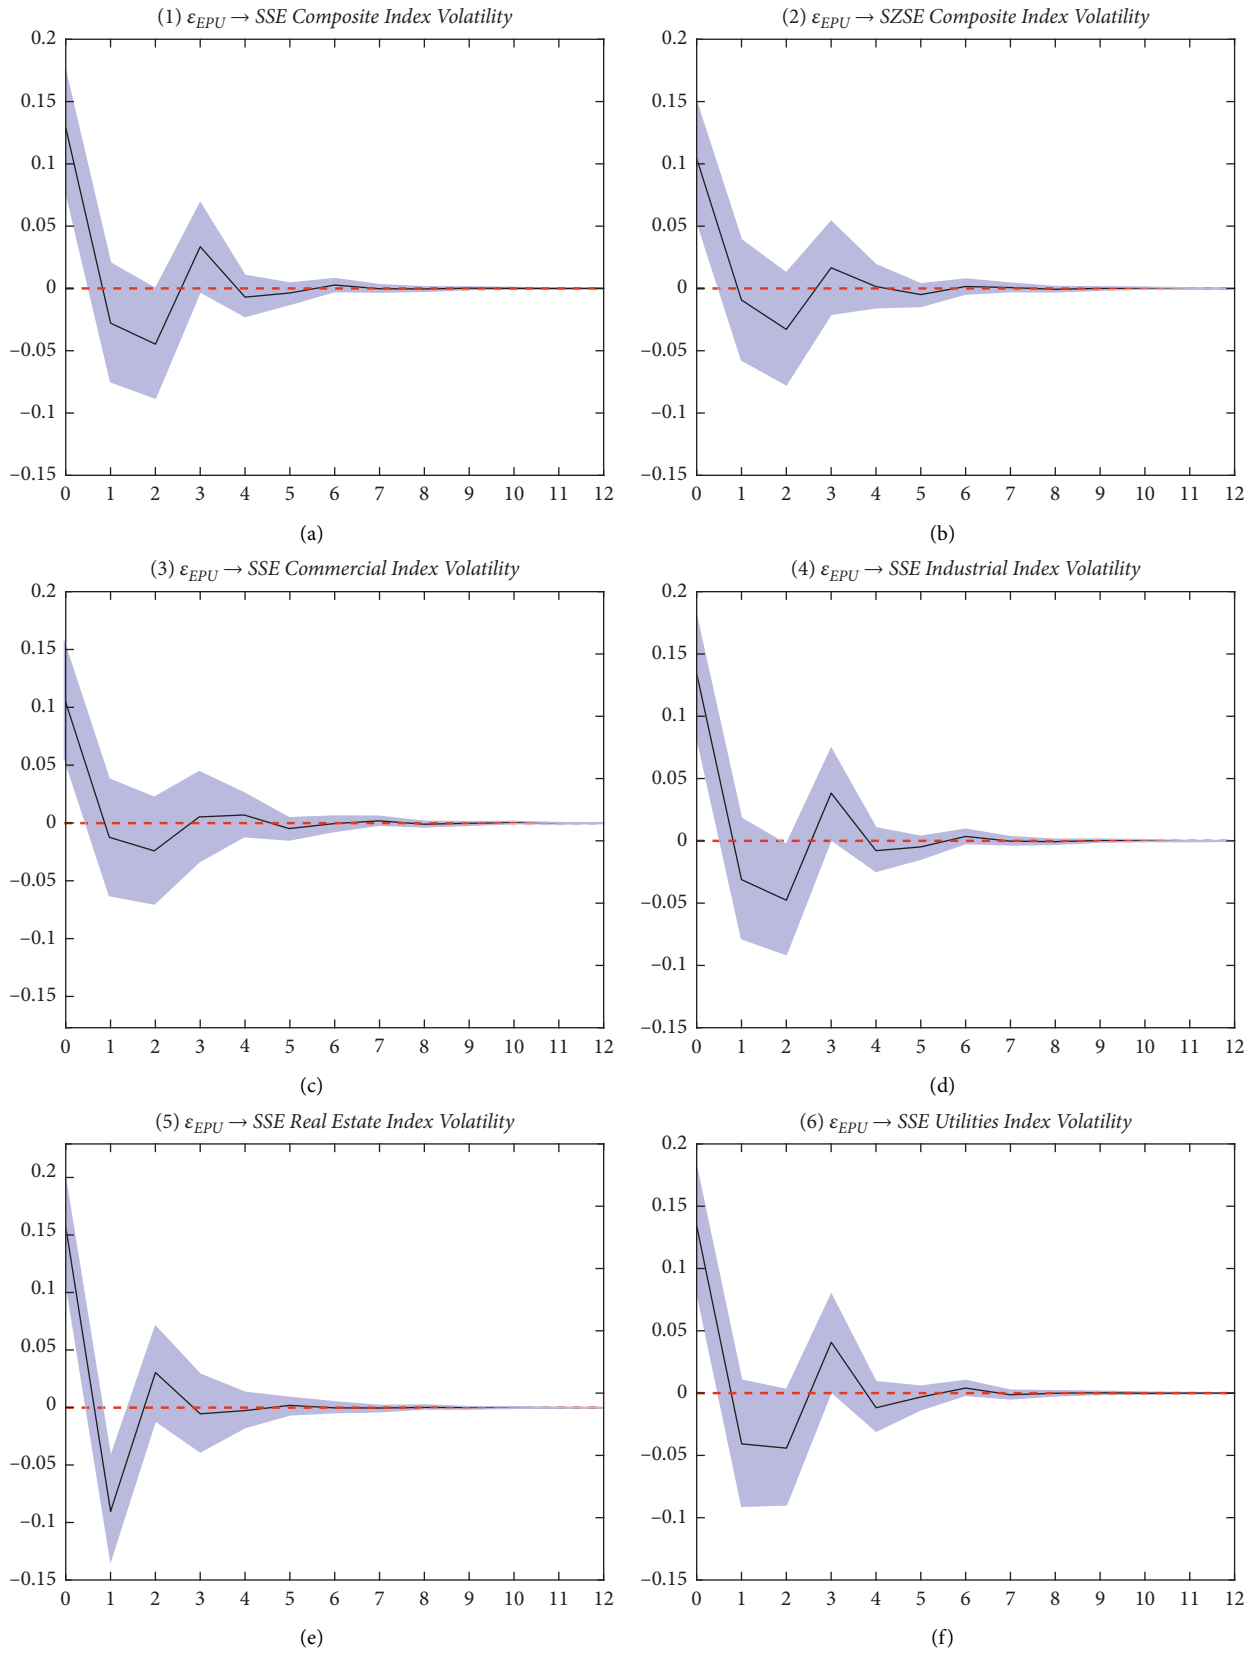 (1) εEPU → SSE Composite Index Volatility
0.2
0.15
0.1
0.05
0
–0.05
–0.1
–0.15
0 1 2 3 4 5 6 7 8 9 10 11 12
(a)
(2) εEPU → SZSE Composite Index Volatility
0.2
0.15
0.1
0.05
0
–0.05
–0.1
–0.15
0 1 2 3 4 5 6 7 8 9 10 11 12
(b)
(3) εEPU → SSE Commercial Index Volatility
0.2
0.15
0.1
0.05
0
–0.05
–0.1
–0.15
0 1 2 3 4 5 6 7 8 9 10 11 12
(c)
(4) εEPU → SSE Industrial Index Volatility
0.2
0.15
0.1
0.05
0
–0.05
–0.1
–0.15
0 1 2 3 4 5 6 7 8 9 10 11 12
(d)
(5) εEPU → SSE Real Estate Index Volatility
0.2
0.15
0.1
0.05
0
–0.05
–0.1
–0.15
0 1 2 3 4 5 6 7 8 9 10 11 12
(e)
(6) εEPU → SSE Utilities Index Volatility
0.2
0.15
0.1
0.05
0
–0.05
–0.1
–0.15
0 1 2 3 4 5 6 7 8 9 10 11 12
(f)